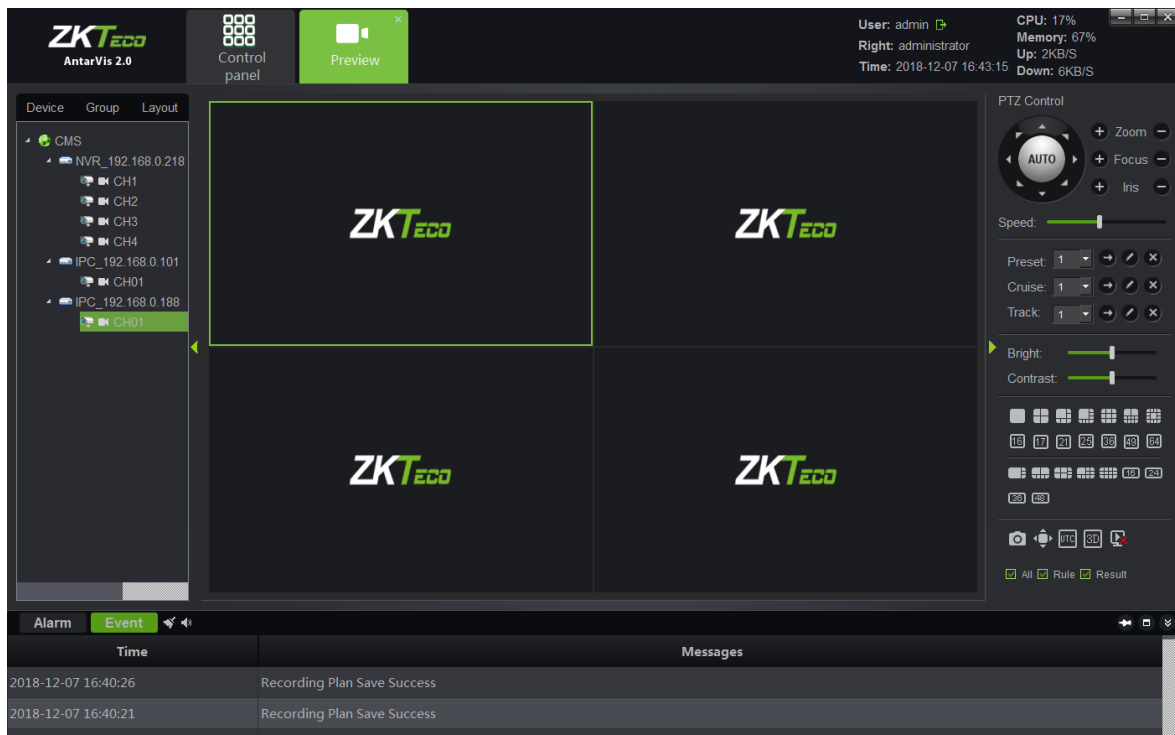 ZKTeco
AntarVis 2.0
Control
panel
Preview
User: admin
Right: administrator
Time: 2018-12-07 16:43:15
CPU: 17%
Memory: 67%
Up: 2KB/S
Down: 6KB/S
Device Group Layout
CMS
NVR_192.168.0.218
CH1
CH2
CH3
CH4
IPC_192.168.0.101
CH01
IPC_192.168.0.188
CH01
ZKTeco
ZKTeco
ZKTeco
ZKTeco
PTZ Control
AUTO
Zoom
Focus
Iris
Speed:
Preset: 1
Cruise: 1
Track: 1
Bright:
Contrast:
16 17 21 25 36 49 64
16 24
36 48
UTC 3D
All Rule Result
Alarm Event
Time Messages
2018-12-07 16:40:26 Recording Plan Save Success
2018-12-07 16:40:21 Recording Plan Save Success